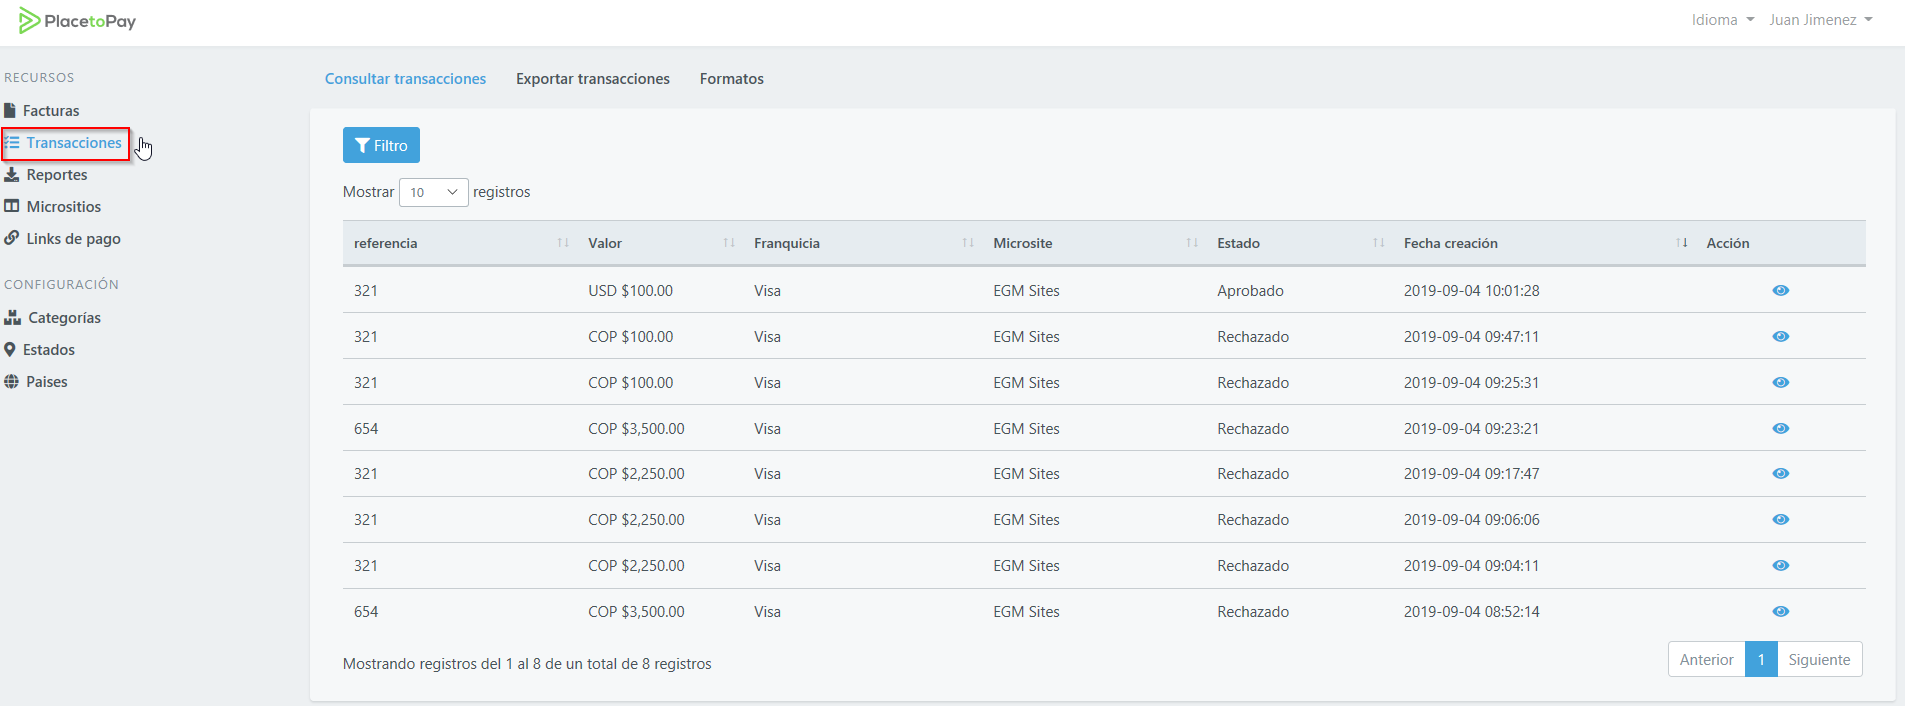 PlacetoPay
Idioma Juan Jimenez
RECURSOS
Facturas
Transacciones
Reportes
Micrositios
Links de pago
CONFIGURACIÓN
Categorías
Estados
Paises
Consultar transacciones Exportar transacciones Formatos
Filtro
Mostrar 10 registros
referencia Valor Franquicia Microsite Estado Fecha creación Acción
321 USD $100.00 Visa EGM Sites Aprobado 2019-09-04 10:01:28
321 COP $100.00 Visa EGM Sites Rechazado 2019-09-04 09:47:11
321 COP $100.00 Visa EGM Sites Rechazado 2019-09-04 09:25:31
654 COP $3,500.00 Visa EGM Sites Rechazado 2019-09-04 09:23:21
321 COP $2,250.00 Visa EGM Sites Rechazado 2019-09-04 09:17:47
321 COP $2,250.00 Visa EGM Sites Rechazado 2019-09-04 09:06:06
321 COP $2,250.00 Visa EGM Sites Rechazado 2019-09-04 09:04:11
654 COP $3,500.00 Visa EGM Sites Rechazado 2019-09-04 08:52:14
Mostrando registros del 1 al 8 de un total de 8 registros
Anterior 1 Siguiente